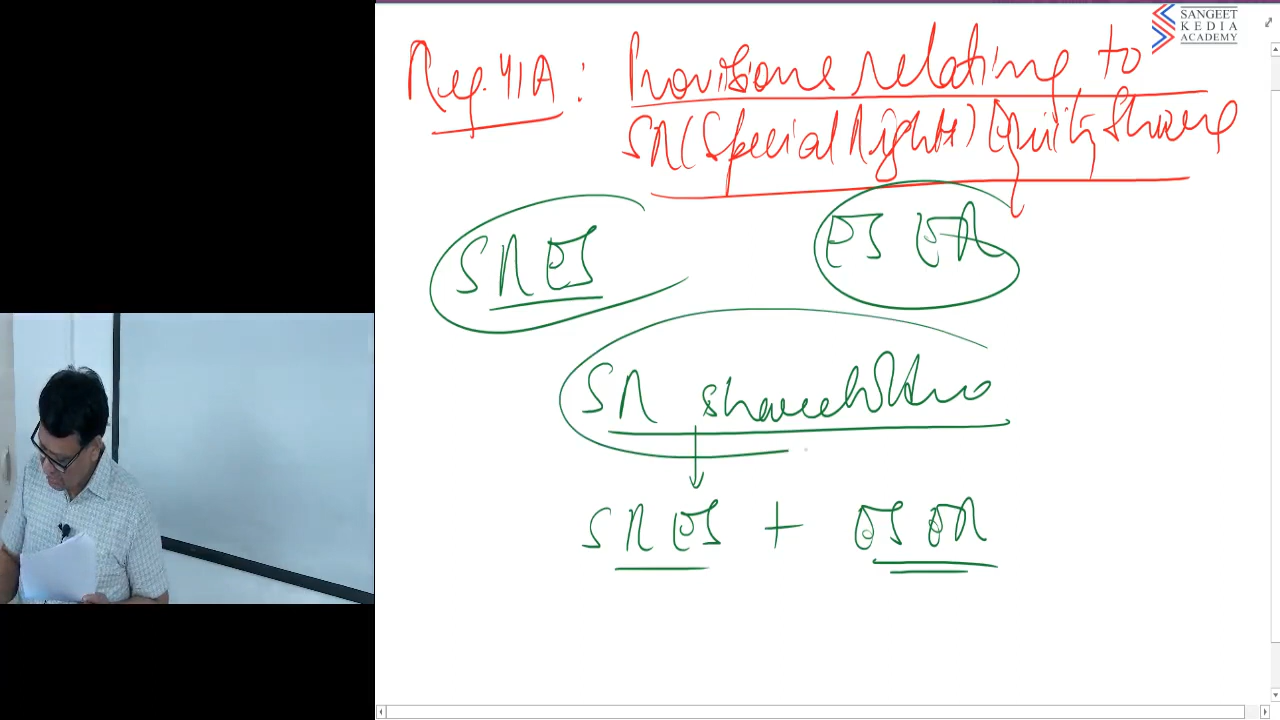 SANGEET
KEDIA
ACADEMY
Reg. 41A : Provisions relating to
SR (Special Rights) Equity Shares
SR ES
ES OR
SR shareholders
SR ES + ES OR